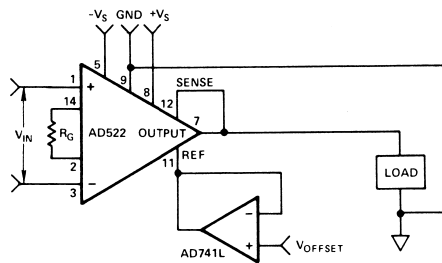 -VS GND +VS
5
9
8
SENSE
1
+
12
14
7
VIN
RG
AD522 OUTPUT
11
REF
2
-
3
LOAD
-
+
VOFFSET
AD741L